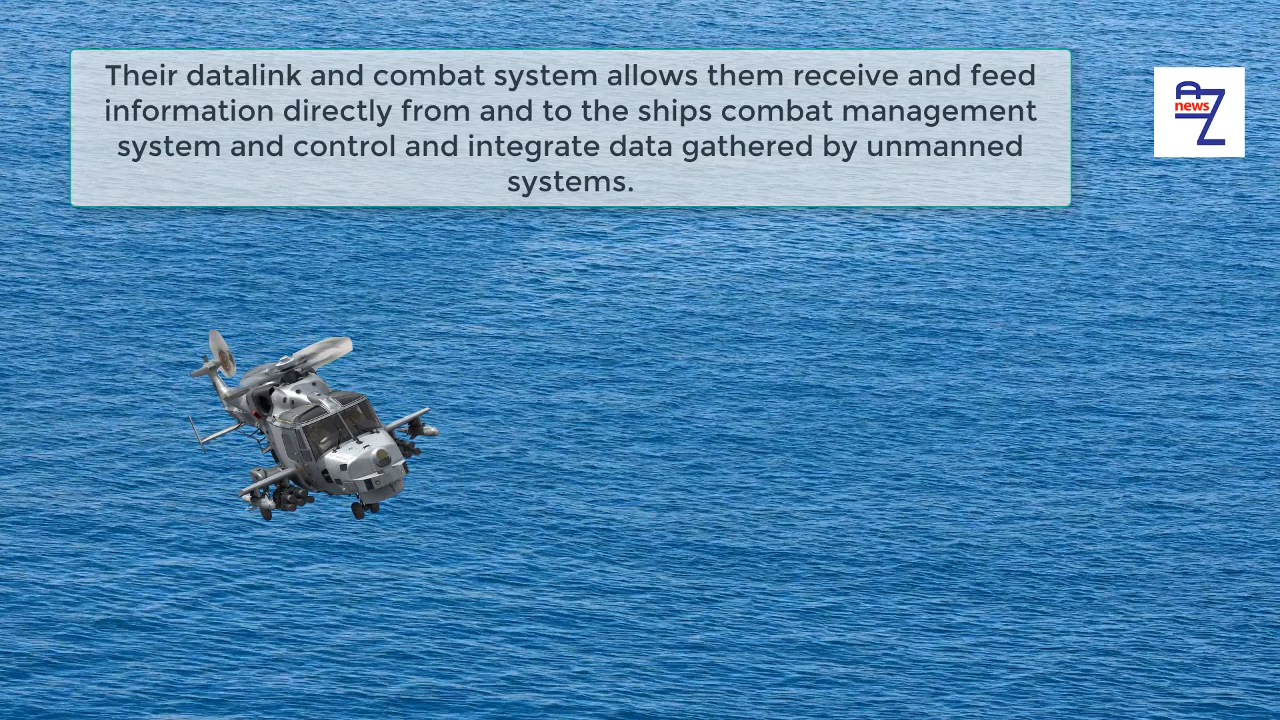 Their datalink and combat system allows them receive and feed
information directly from and to the ships combat management
system and control and integrate data gathered by unmanned
systems.
AZ
news